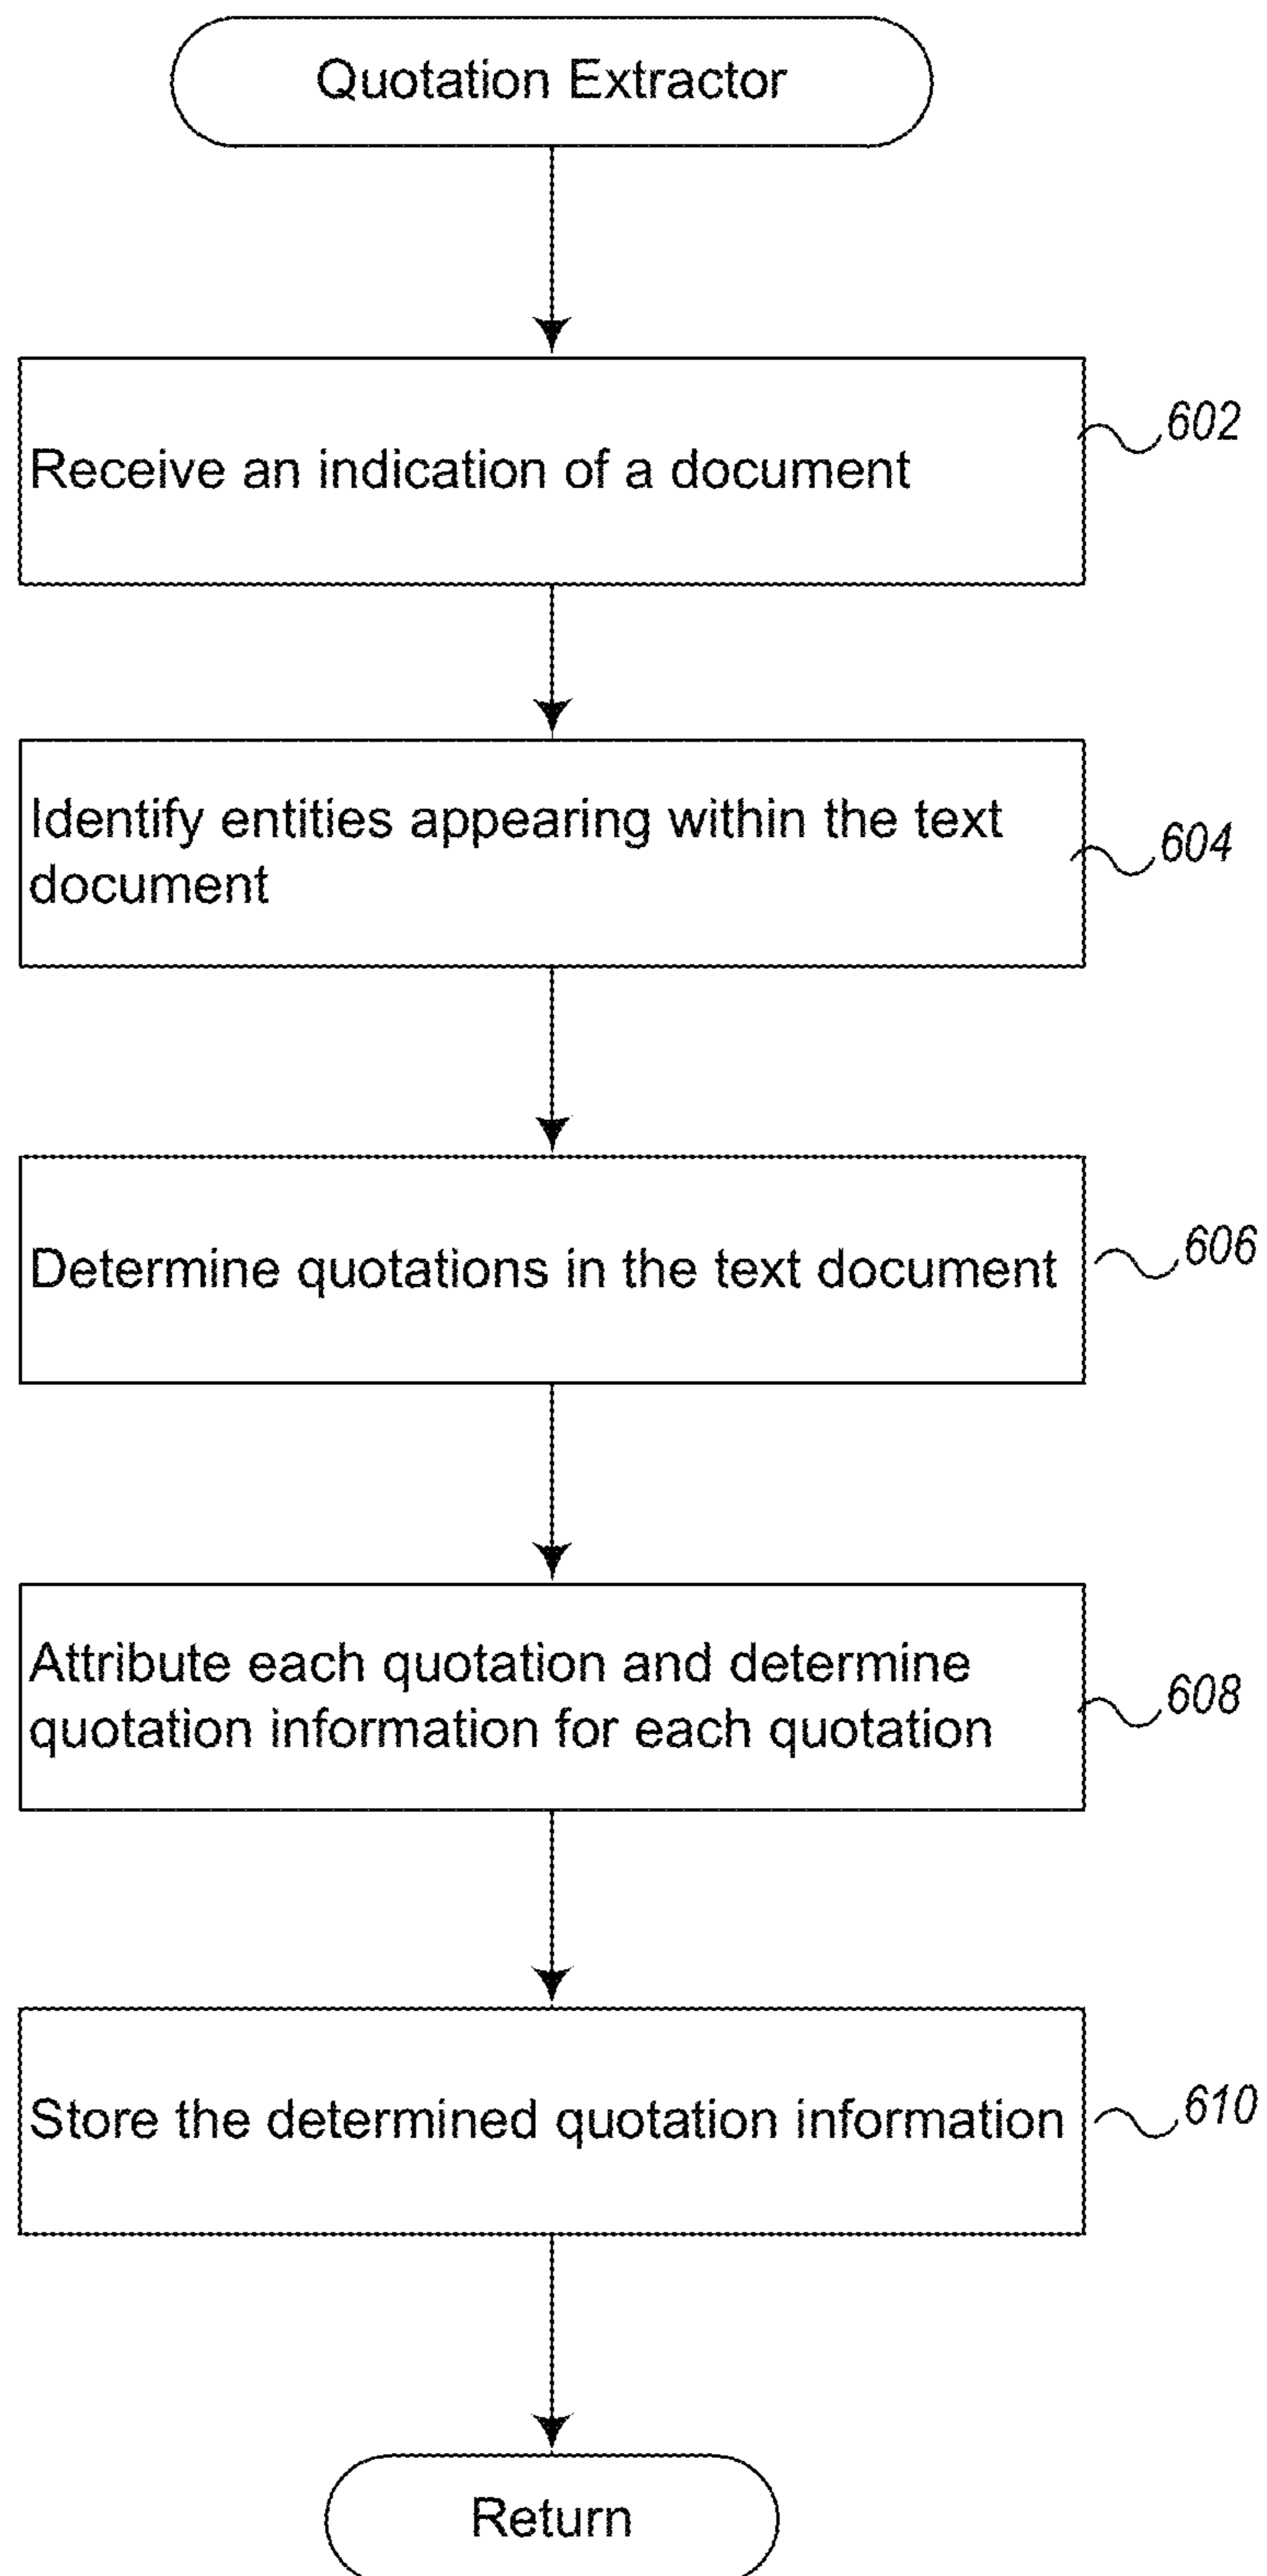 Quotation Extractor
Receive an indication of a document
602
Identify entities appearing within the text
document
604
Determine quotations in the text document
606
Attribute each quotation and determine
quotation information for each quotation
608
Store the determined quotation information
610
Return